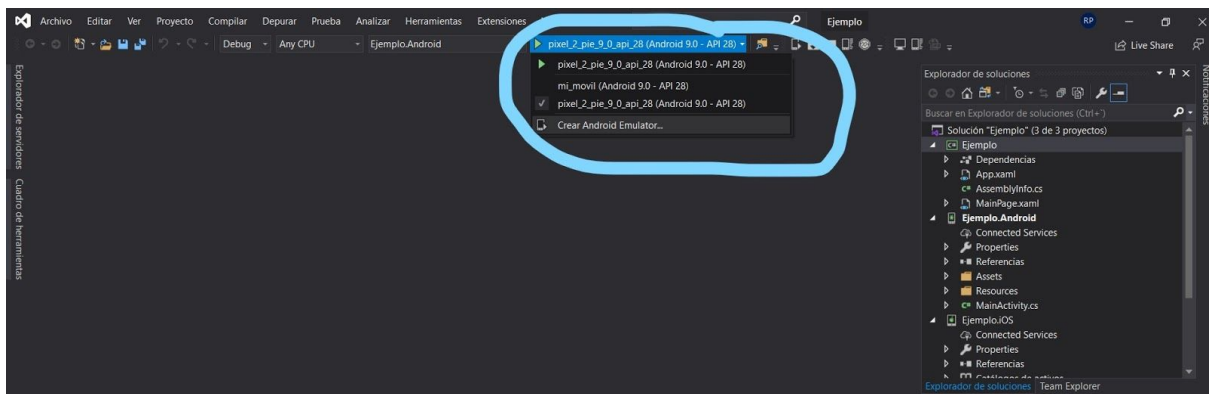 Archivo Editar Ver Proyecto Compilar Depurar Prueba Analizar Herramientas Extensiones Ejemplo RP
Debug Any CPU Ejemplo.Android pixel_2_pie_9_0_api_28 (Android 9.0 - API 28) Live Share
pixel_2_pie_9_0_api_28 (Android 9.0 - API 28)
mi_movil (Android 9.0 - API 28)
pixel_2_pie_9_0_api_28 (Android 9.0 - API 28)
Crear Android Emulator...
Explorador de servidores
Cuadro de herramientas
Explorador de soluciones
Buscar en Explorador de soluciones (Ctrl+¨)
Solución "Ejemplo" (3 de 3 proyectos)
Ejemplo
Dependencias
App.xaml
AssemblyInfo.cs
MainPage.xaml
Ejemplo.Android
Connected Services
Properties
Referencias
Assets
Resources
MainActivity.cs
Ejemplo.iOS
Connected Services
Properties
Referencias
Catálogos de activos
Explorador de soluciones Team Explorer
Notificaciones